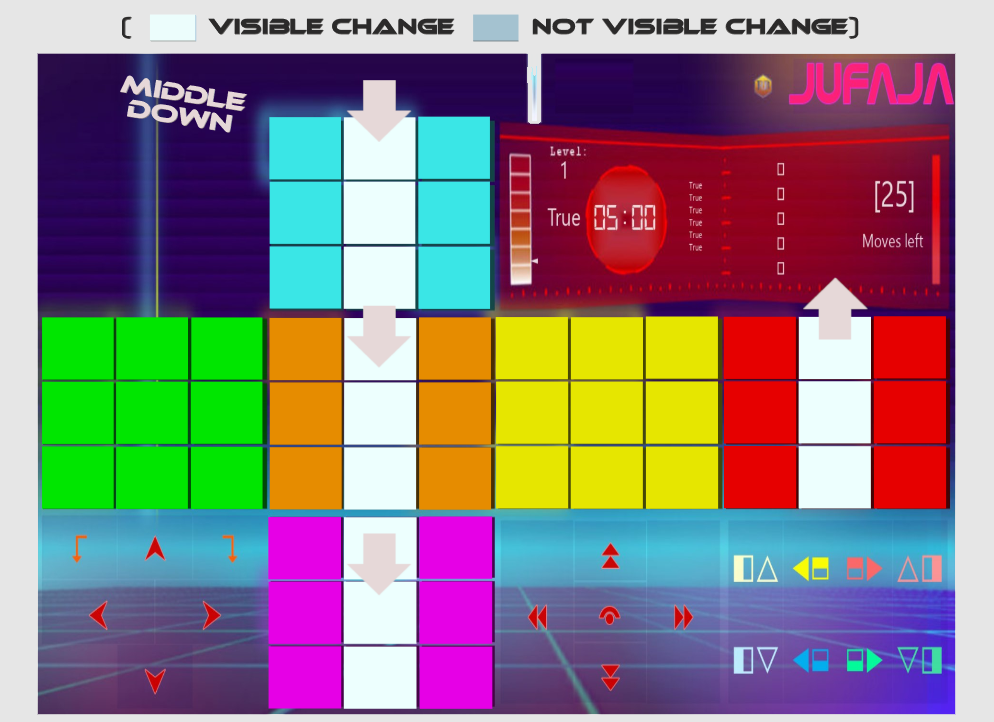 ( VISIBLE CHANGE NOT VISIBLE CHANGE)
MIDDLE
DOWN
JUFAJA
Level:
1
True
05:00
True
True
True
True
True
True
[25]
Moves left